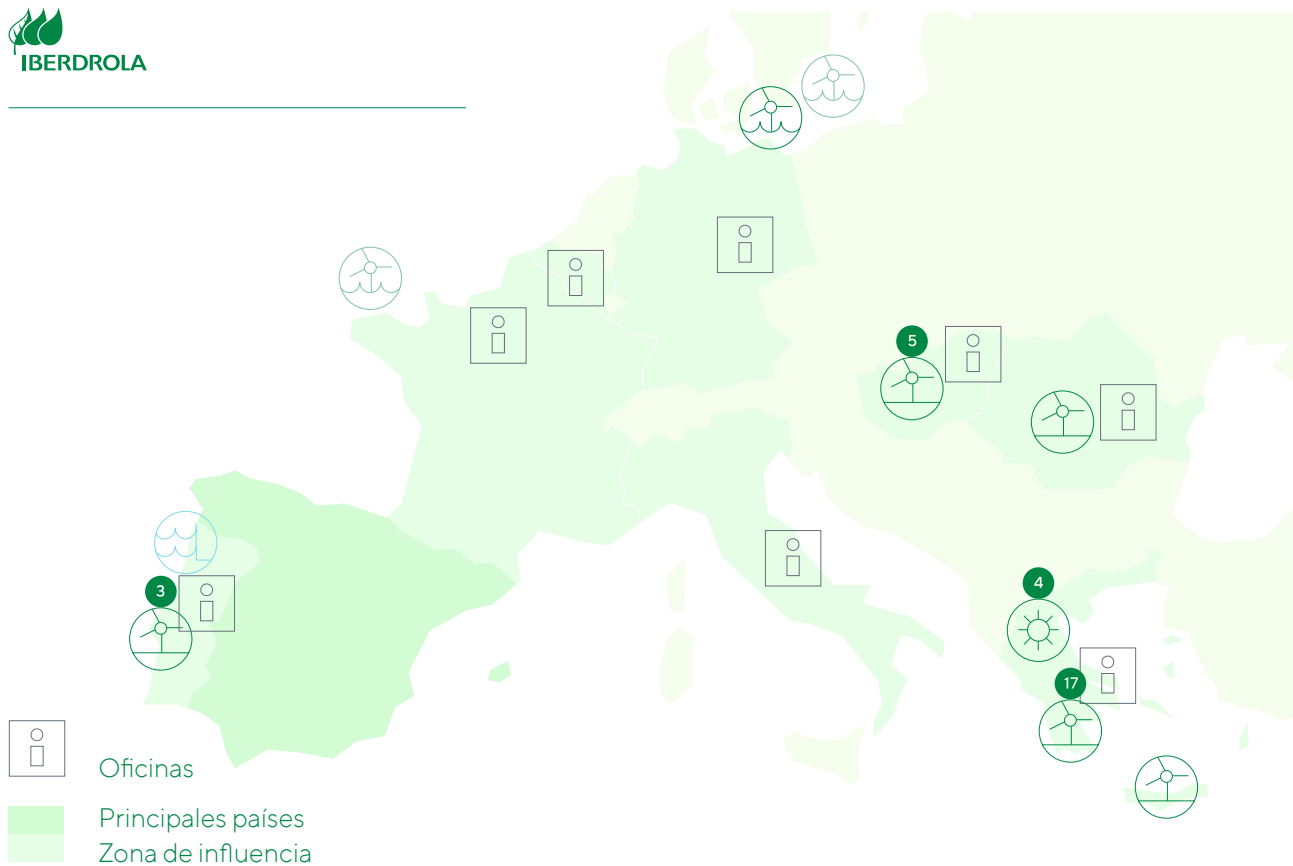 IBERDROLA
5
3
4
17
Oficinas
Principales países
Zona de influencia